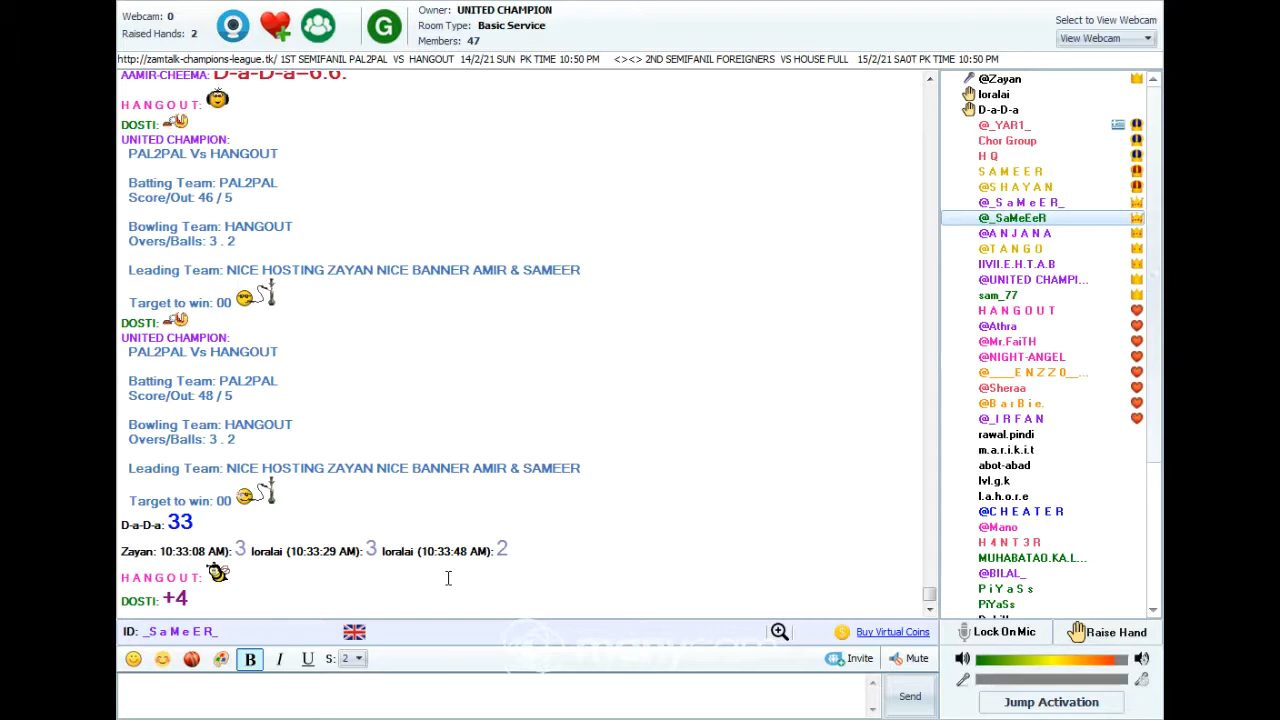 Webcam: 0
Raised Hands: 2
G
Owner: UNITED CHAMPION
Room Type: Basic Service
Members: 47
Select to View Webcam
View Webcam
http://zamtalk-champions-league.tk/ 1ST SEMIFANIL PAL2PAL VS HANGOUT 14/2/21 SUN PK TIME 10:50 PM <><> 2ND SEMIFANIL FOREIGNERS VS HOUSE FULL 15/2/21 SAOT PK TIME 10:50 PM
AAMIR-CHEEMA: D-a-D-a=6.6.
H A N G O U T:
DOSTI:
UNITED CHAMPION:
PAL2PAL Vs HANGOUT
Batting Team: PAL2PAL
Score/Out: 46 / 5
Bowling Team: HANGOUT
Overs/Balls: 3 . 2
Leading Team: NICE HOSTING ZAYAN NICE BANNER AMIR & SAMEER
Target to win: 00
DOSTI:
UNITED CHAMPION:
PAL2PAL Vs HANGOUT
Batting Team: PAL2PAL
Score/Out: 48 / 5
Bowling Team: HANGOUT
Overs/Balls: 3 . 2
Leading Team: NICE HOSTING ZAYAN NICE BANNER AMIR & SAMEER
Target to win: 00
D-a-D-a: 33
Zayan: 10:33:08 AM): 3 loralai (10:33:29 AM): 3 loralai (10:33:48 AM): 2
H A N G O U T:
DOSTI: +4
@Zayan
loralai
D-a-D-a
@_YAR1_
Chor Group
H Q
S A M E E R
@S H A Y A N
@_S a M e E R_
@_SaMeEeR
@A N J A N A
@T A N G O
IIVII.E.H.T.A.B
@UNITED CHAMPI...
sam_77
H A N G O U T
@Athra
@Mr.FaiTH
@NIGHT-ANGEL
@____E N Z Z 0__...
@Sheraa
@B a r B i e.
@_I R F A N
rawal.pindi
m.a.r.i.k.i.t
abot-abad
lvl.g.k
l.a.h.o.r.e
@C H E A T E R
@Mano
H 4 N T 3 R
MUHABATAO.KA.L...
@BILAL_
P i Y a S s
PiYaSs
ID: _S a M e E R_
Buy Virtual Coins
Lock On Mic
Raise Hand
B I U S: 2
Invite
Mute
Send
Jump Activation